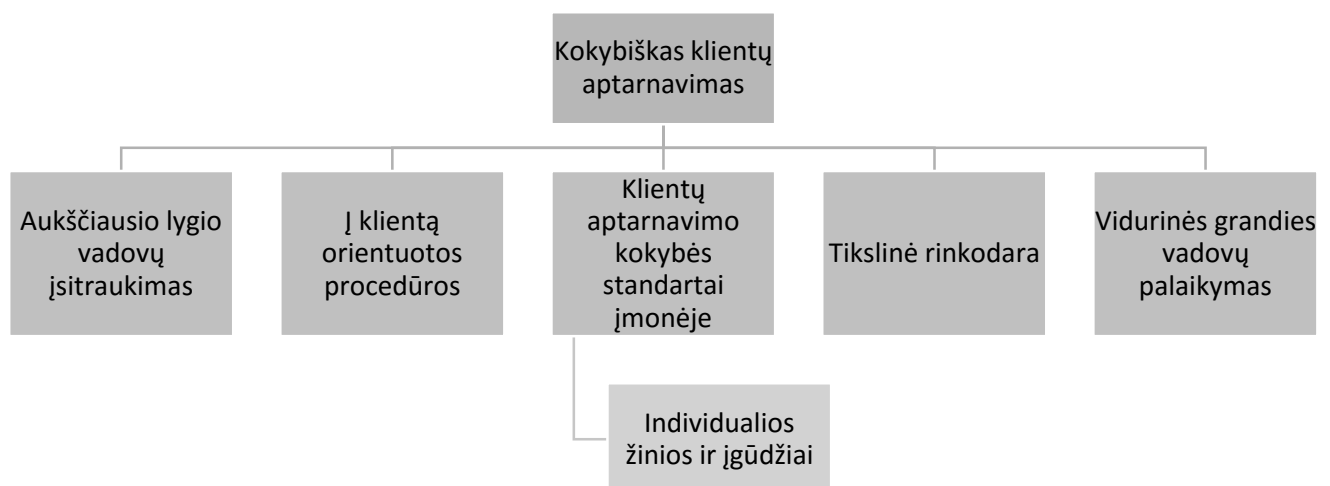 Kokybiškas klientų
aptarnavimas
Aukščiausio lygio
vadovų
įsitraukimas
Į klientą
orientuotos
procedūros
Klientų
aptarnavimo
kokybės
standartai
įmonėje
Tikslinė rinkodara
Vidurinės grandies
vadovų
palaikymas
Individualios
žinios ir įgūdžiai